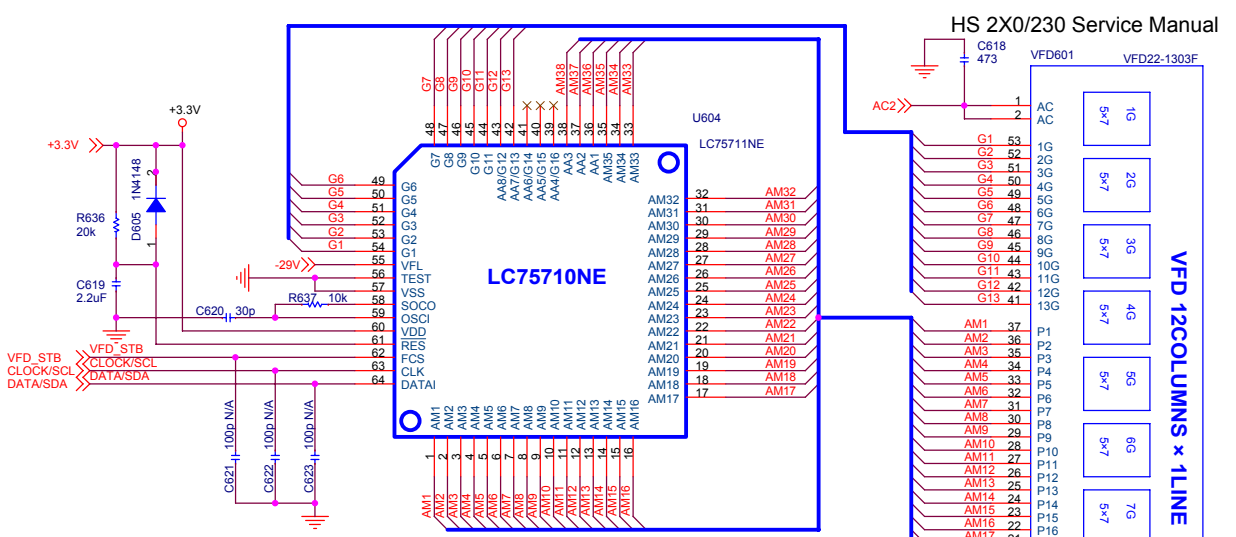 HS 2X0/230 Service Manual
C618
473
VFD601
VFD22-1303F
AC2
1
AC
2
AC
U604
LC75711NE
+3.3V
+3.3V
1N4148
D605
2
1
R636
20k
C619
2.2uF
C620
30p
R637
10k
-29V
VFD_STB
VFD_STB
CLOCK/SCL
CLOCK/SCL
DATA/SDA
DATA/SDA
C621
100p N/A
C622
100p N/A
C623
100p N/A
G7
G8
G9
G10
G11
G12
G13
AM38
AM37
AM36
AM35
AM34
AM33
48
47
46
45
44
43
42
41
40
39
38
37
36
35
34
33
G7
G8
G9
G10
G11
AA8/G12
AA7/G13
AA6/G14
AA5/G15
AA4/G16
AA3
AA2
AA1
AM35
AM34
AM33
G6 49 G6
G5 50 G5
G4 51 G4
G3 52 G3
G2 53 G2
G1 54 G1
55 VFL
56 TEST
57 VSS
58 SOCO
59 OSCI
60 VDD
61 RES
62 FCS
63 CLK
64 DATAI
LC75710NE
AM32 32 AM32
AM31 31 AM31
AM30 30 AM30
AM29 29 AM29
AM28 28 AM28
AM27 27 AM27
AM26 26 AM26
AM25 25 AM25
AM24 24 AM24
AM23 23 AM23
AM22 22 AM22
AM21 21 AM21
AM20 20 AM20
AM19 19 AM19
AM18 18 AM18
AM17 17 AM17
AM1
AM2
AM3
AM4
AM5
AM6
AM7
AM8
AM9
AM10
AM11
AM12
AM13
AM14
AM15
AM16
1
2
3
4
5
6
7
8
9
10
11
12
13
14
15
16
AM1
AM2
AM3
AM4
AM5
AM6
AM7
AM8
AM9
AM10
AM11
AM12
AM13
AM14
AM15
AM16
G1 53 1G
G2 52 2G
G3 51 3G
G4 50 4G
G5 49 5G
G6 48 6G
G7 47 7G
G8 46 8G
G9 45 9G
G10 44 10G
G11 43 11G
G12 42 12G
G13 41 13G
AM1 37 P1
AM2 36 P2
AM3 35 P3
AM4 34 P4
AM5 33 P5
AM6 32 P6
AM7 31 P7
AM8 30 P8
AM9 29 P9
AM10 28 P10
AM11 27 P11
AM12 26 P12
AM13 25 P13
AM14 24 P14
AM15 23 P15
AM16 22 P16
AM17 21
1G
5×7
2G
5×7
3G
5×7
4G
5×7
5G
5×7
6G
5×7
7G
5×7
VFD 12COLUMNS × 1LINE